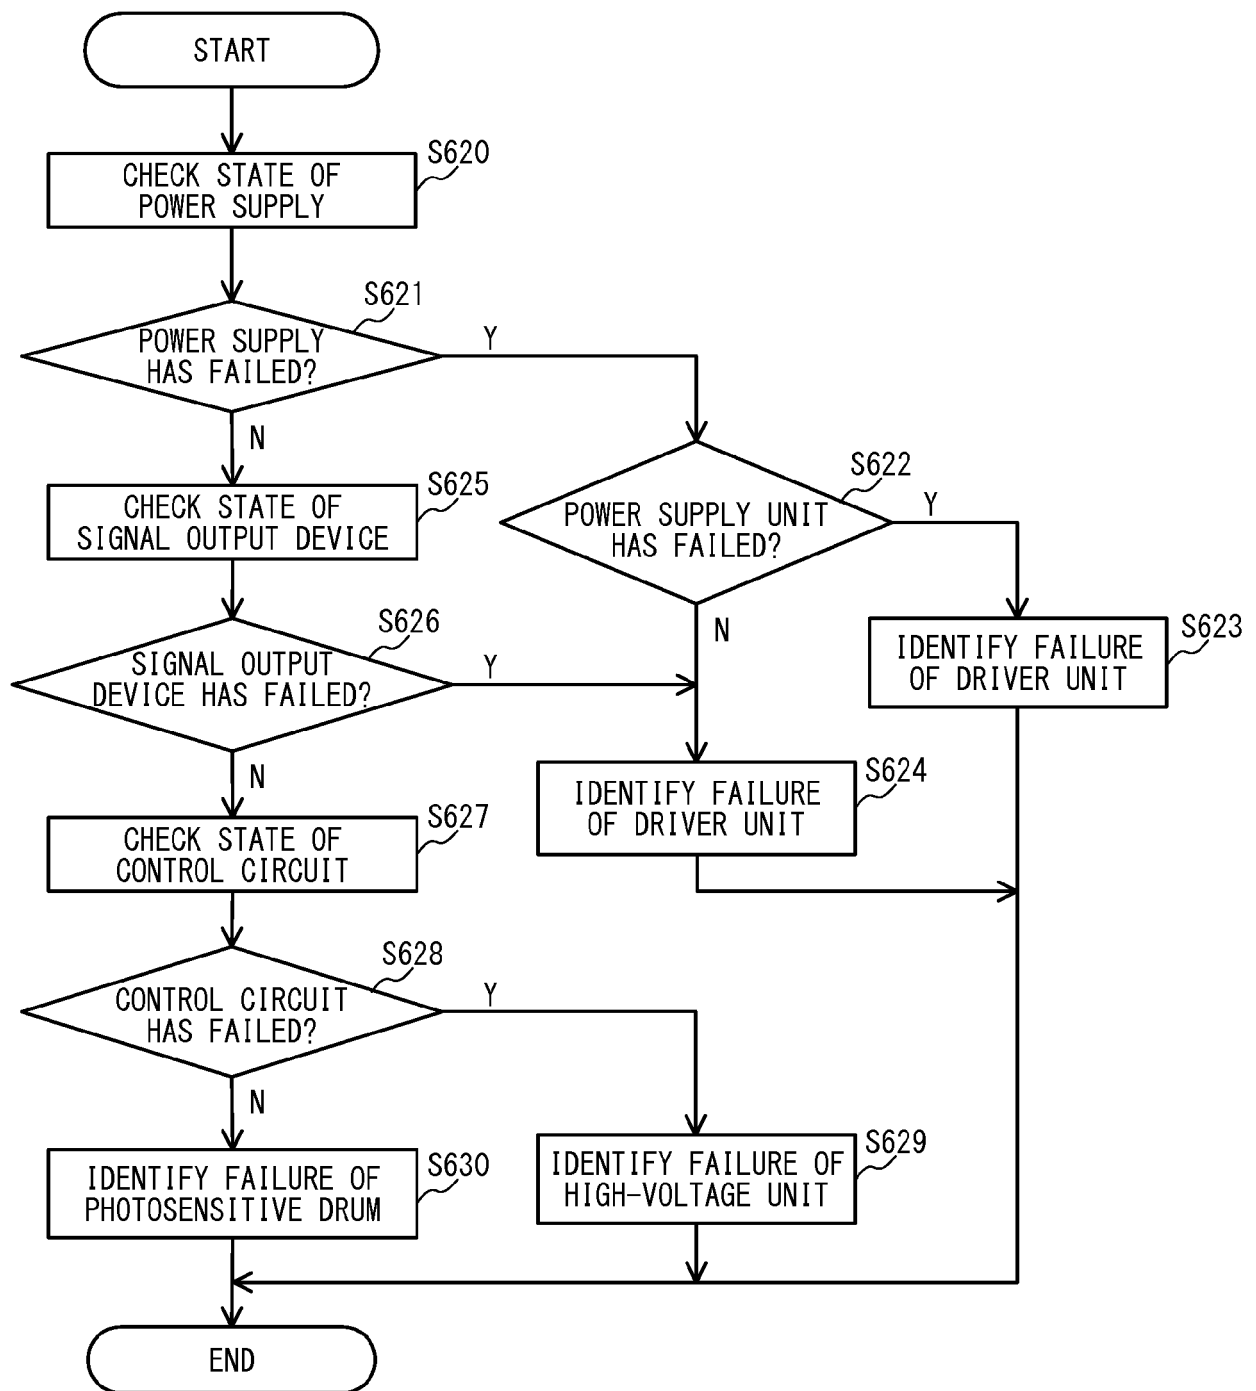 START
S620
CHECK STATE OF
POWER SUPPLY
S621
POWER SUPPLY
HAS FAILED?
Y
N
S622
POWER SUPPLY UNIT
HAS FAILED?
Y
N
S625
CHECK STATE OF
SIGNAL OUTPUT DEVICE
S623
IDENTIFY FAILURE
OF DRIVER UNIT
S626
SIGNAL OUTPUT
DEVICE HAS FAILED?
Y
N
S624
IDENTIFY FAILURE
OF DRIVER UNIT
S627
CHECK STATE OF
CONTROL CIRCUIT
S628
CONTROL CIRCUIT
HAS FAILED?
Y
N
S629
IDENTIFY FAILURE OF
HIGH-VOLTAGE UNIT
S630
IDENTIFY FAILURE OF
PHOTOSENSITIVE DRUM
END